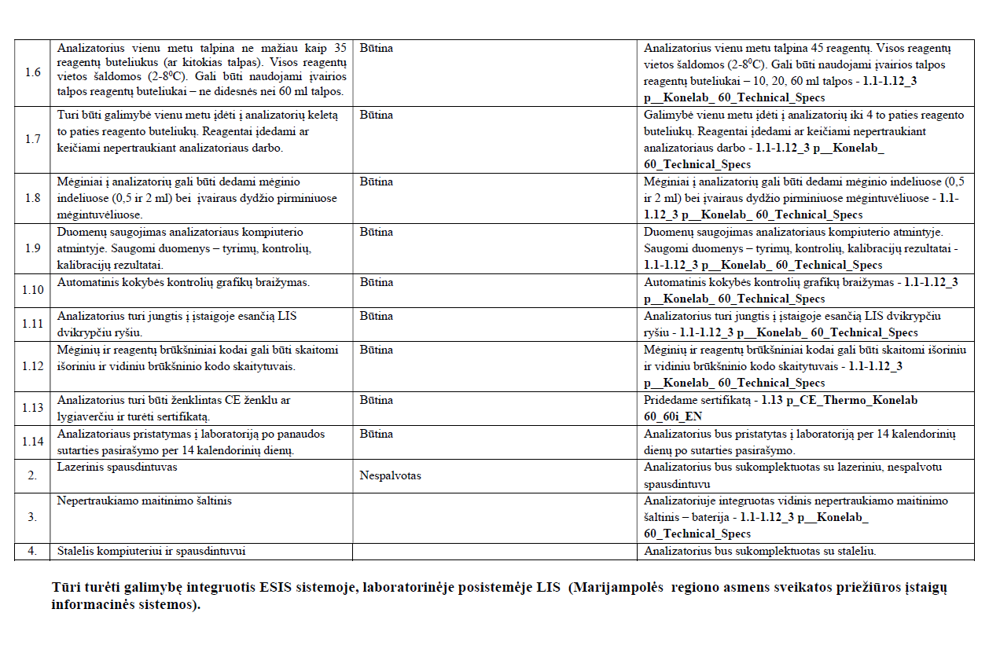 1.6
Analizatorius vienu metu talpina ne mažiau kaip 35
reagentų buteliukus (ar kitokias talpas). Visos reagentų
vietos šaldomos (2-8⁰C). Gali būti naudojami įvairios
talpos reagentų buteliukai – ne didesnės nei 60 ml talpos.
Būtina
Analizatorius vienu metu talpina 45 reagentų. Visos reagentų
vietos šaldomos (2-8⁰C). Gali būti naudojami įvairios talpos
reagentų buteliukai – 10, 20, 60 ml talpos - 1.1-1.12_3
p__Konelab_ 60_Technical_Specs
1.7
Turi būti galimybė vienu metu įdėti į analizatorių keletą
to paties reagento buteliukų. Reagentai įdedami ar
keičiami nepertraukiant analizatoriaus darbo.
Būtina
Galimybė vienu metu įdėti į analizatorių iki 4 to paties reagento
buteliukų. Reagentai įdedami ar keičiami nepertraukiant
analizatoriaus darbo - 1.1-1.12_3 p__Konelab_
60_Technical_Specs
1.8
Mėginiai į analizatorių gali būti dedami mėginio
indeliuose (0,5 ir 2 ml) bei įvairaus dydžio pirminiuose
mėgintuvėliuose.
Būtina
Mėginiai į analizatorių gali būti dedami mėginio indeliuose (0,5
ir 2 ml) bei įvairaus dydžio pirminiuose mėgintuvėliuose - 1.1-
1.12_3 p__Konelab_ 60_Technical_Specs
1.9
Duomenų saugojimas analizatoriaus kompiuterio
atmintyje. Saugomi duomenys – tyrimų, kontrolių,
kalibracijų rezultatai.
Būtina
Duomenų saugojimas analizatoriaus kompiuterio atmintyje.
Saugomi duomenys – tyrimų, kontrolių, kalibracijų rezultatai -
1.1-1.12_3 p__Konelab_ 60_Technical_Specs
1.10
Automatinis kokybės kontrolių grafikų braižymas.
Būtina
Automatinis kokybės kontrolių grafikų braižymas - 1.1-1.12_3
p__Konelab_ 60_Technical_Specs
1.11
Analizatorius turi jungtis į įstaigoje esančią LIS
dvikrypčiu ryšiu.
Būtina
Analizatorius turi jungtis į įstaigoje esančią LIS dvikrypčiu
ryšiu - 1.1-1.12_3 p__Konelab_ 60_Technical_Specs
1.12
Mėginių ir reagentų brūkšniniai kodai gali būti skaitomi
išoriniu ir vidiniu brūkšninio kodo skaitytuvais.
Būtina
Mėginių ir reagentų brūkšniniai kodai gali būti skaitomi išoriniu
ir vidiniu brūkšninio kodo skaitytuvais - 1.1-1.12_3
p__Konelab_ 60_Technical_Specs
1.13
Analizatorius turi būti ženklintas CE ženklu ar
lygiaverčiu ir turėti sertifikatą.
Būtina
Pridedame sertifikatą - 1.13 p_CE_Thermo_Konelab
60_60i_EN
1.14
Analizatoriaus pristatymas į laboratoriją po panaudos
sutarties pasirašymo per 14 kalendorinių dienų.
Būtina
Analizatorius bus pristatytas į laboratoriją per 14 kalendorinių
dienų po sutarties pasirašymo.
2.
Lazerinis spausdintuvas
Nespalvotas
Analizatorius bus sukomplektuotas su lazeriniu, nespalvotu
spausdintuvu
3.
Nepertraukiamo maitinimo šaltinis
Analizatoriuje integruotas vidinis nepertraukiamo maitinimo
šaltinis – baterija - 1.1-1.12_3 p__Konelab_
60_Technical_Specs
4.
Stalelis kompiuteriui ir spausdintuvui
Analizatorius bus sukomplektuotas su staleliu.
Tūri turėti galimybę integruotis ESIS sistemoje, laboratorinėje posistemėje LIS (Marijampolės regiono asmens sveikatos priežiūros įstaigų
informacinės sistemos).